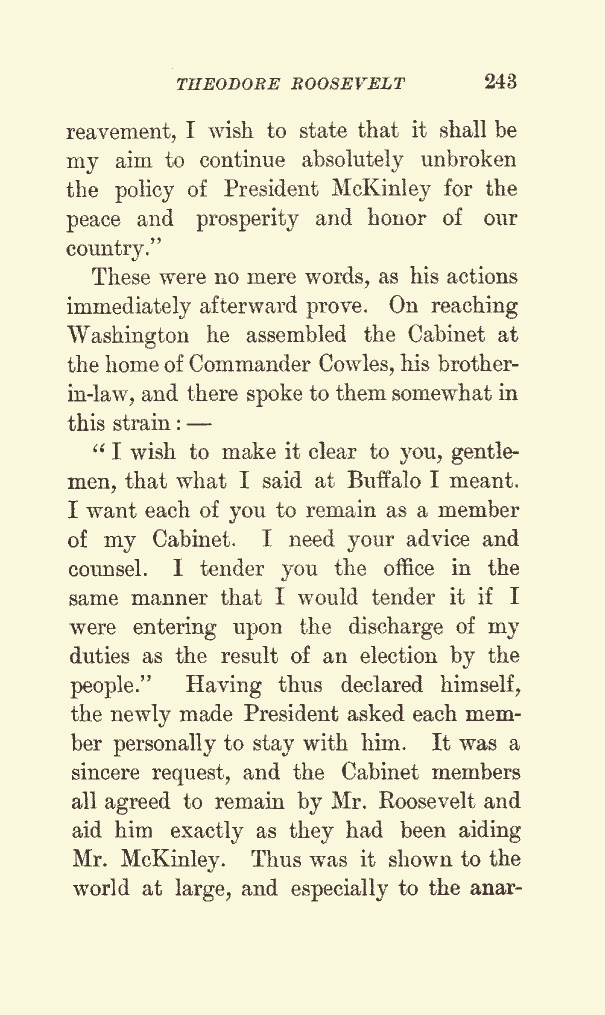 THEODORE ROOSEVELT 243
reavement, I wish to state that it shall be
my aim to continue absolutely unbroken
the policy of President McKinley for the
peace and prosperity and honor of our
country.”
These were no mere words, as his actions
immediately afterward prove. On reaching
Washington he assembled the Cabinet at
the home of Commander Cowles, his brother-
in-law, and there spoke to them somewhat in
this strain : —
“ I wish to make it clear to you, gentle-
men, that what I said at Buffalo I meant.
I want each of you to remain as a member
of my Cabinet. I need your advice and
counsel. I tender you the office in the
same manner that I would tender it if I
were entering upon the discharge of my
duties as the result of an election by the
people.” Having thus declared himself,
the newly made President asked each mem-
ber personally to stay with him. It was a
sincere request, and the Cabinet members
all agreed to remain by Mr. Roosevelt and
aid him exactly as they had been aiding
Mr. McKinley. Thus was it shown to the
world at large, and especially to the anar-